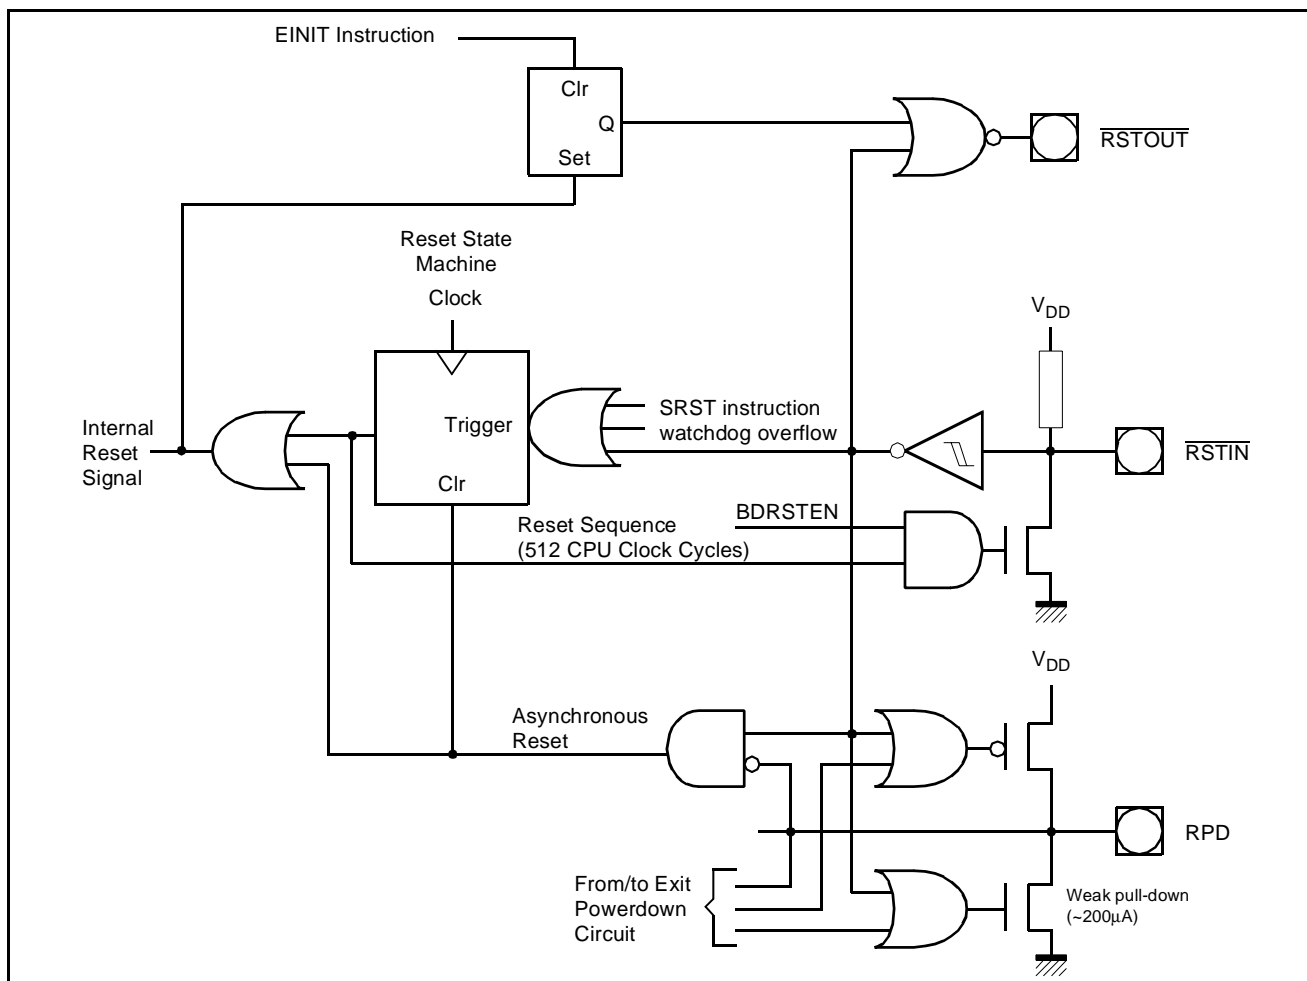 EINIT Instruction
Clr
Q
Set
RSTOUT
Reset State
Machine
Clock
VDD
Trigger
SRST instruction
watchdog overflow
Internal
Reset
Signal
RSTIN
Clr
BDRSTEN
Reset Sequence
(512 CPU Clock Cycles)
VDD
Asynchronous
Reset
RPD
From/to Exit
Powerdown
Circuit
Weak pull-down
(~200μA)